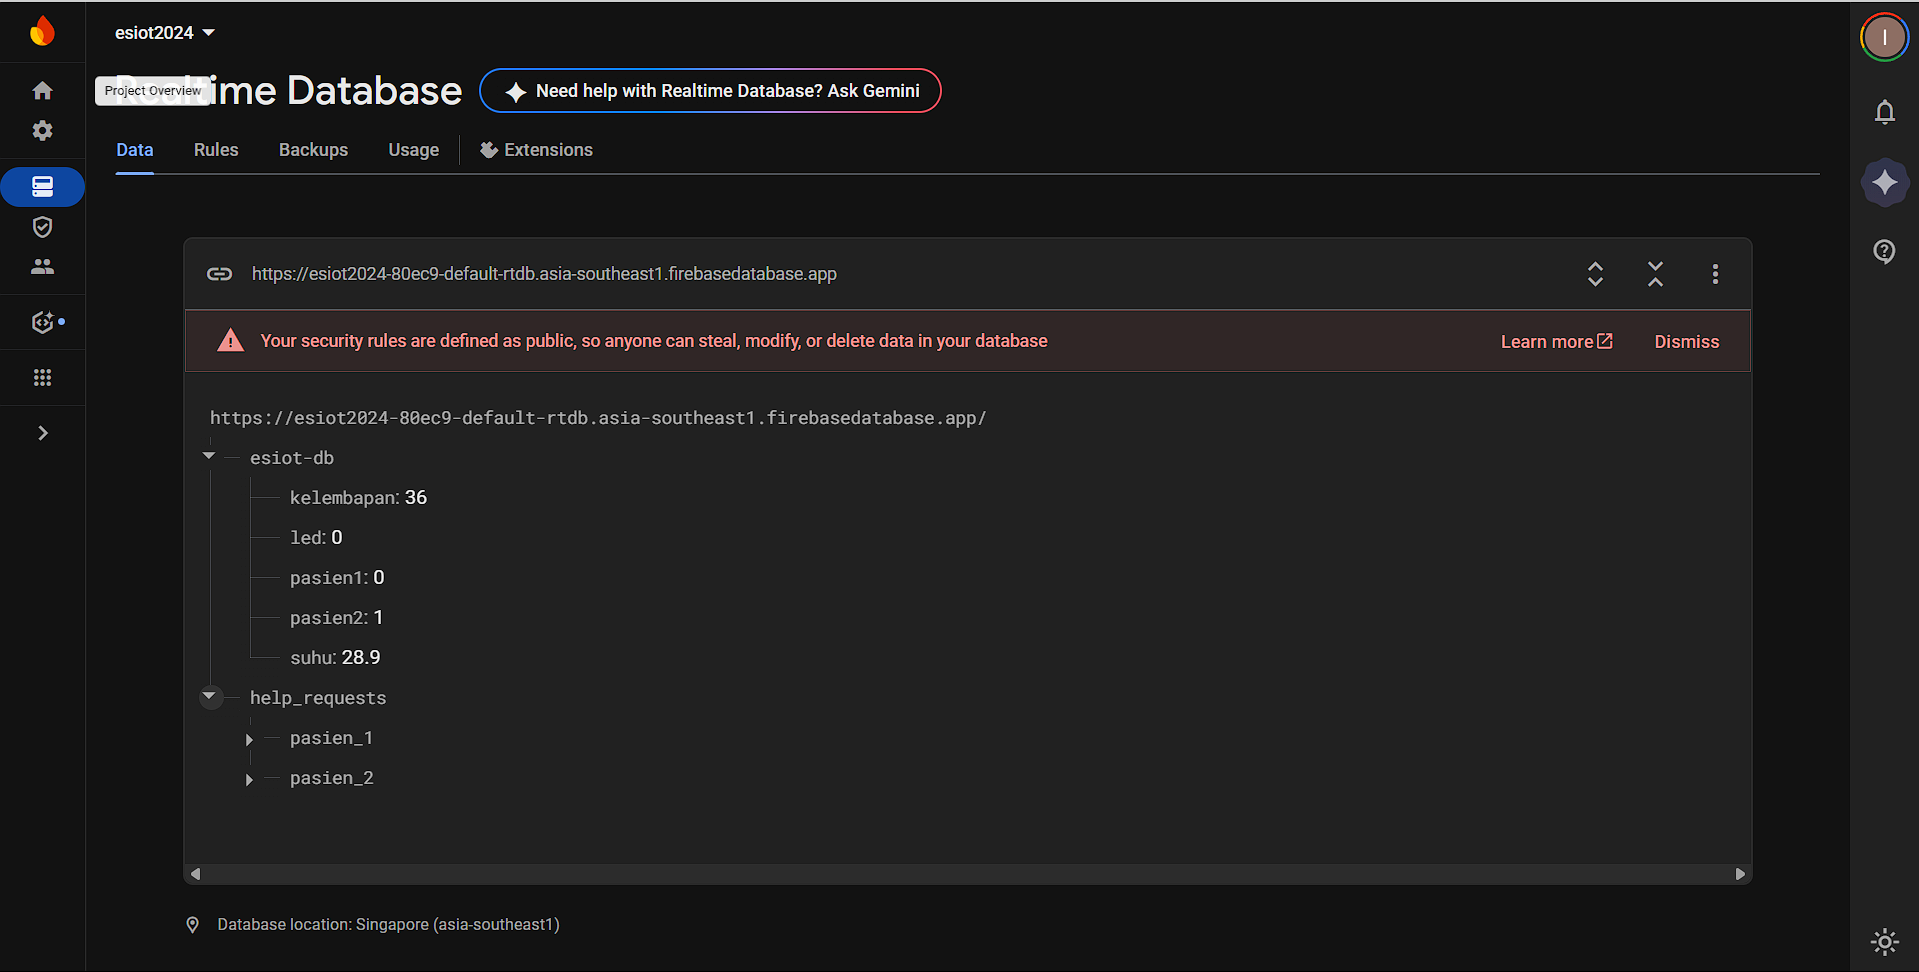 esiot2024
Realtime Database
Project Overview
Need help with Realtime Database? Ask Gemini
Data
Rules
Backups
Usage
Extensions
https://esiot2024-80ec9-default-rtdb.asia-southeast1.firebasedatabase.app
Your security rules are defined as public, so anyone can steal, modify, or delete data in your database
Learn more
Dismiss
https://esiot2024-80ec9-default-rtdb.asia-southeast1.firebasedatabase.app/
esiot-db
kelembapan: 36
led: 0
pasien1: 0
pasien2: 1
suhu: 28.9
help_requests
pasien_1
pasien_2
Database location: Singapore (asia-southeast1)
I